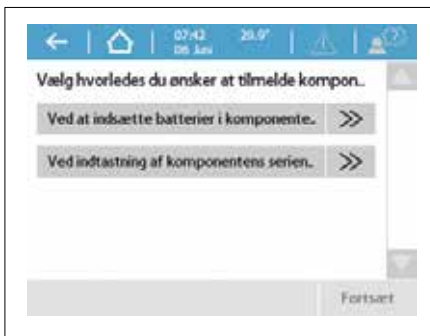 07:42 20.9°
06 Jun
Vælg hvorledes du ønsker at tilmelde kompon..
Ved at indsætte batterier i komponente..
Ved indtastning af komponentens serien..
Fortsæt